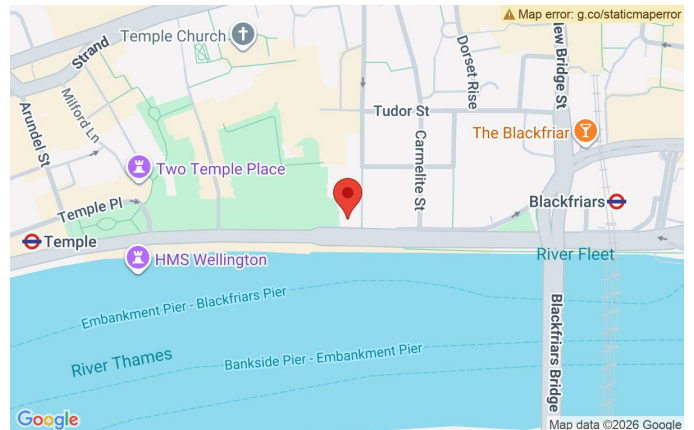 Map error: g.co/staticmaperror
Temple Church
Strand
Dorset Rise
New Bridge St
Milford Ln
Arundel St
Tudor St
Carmelite St
The Blackfriar
Two Temple Place
Temple Pl
Blackfriars
Temple
HMS Wellington
River Fleet
Embankment Pier - Blackfriars Pier
River Thames
Bankside Pier - Embankment Pier
Blackfriars Bridge
Google
Map data ©2026 Google